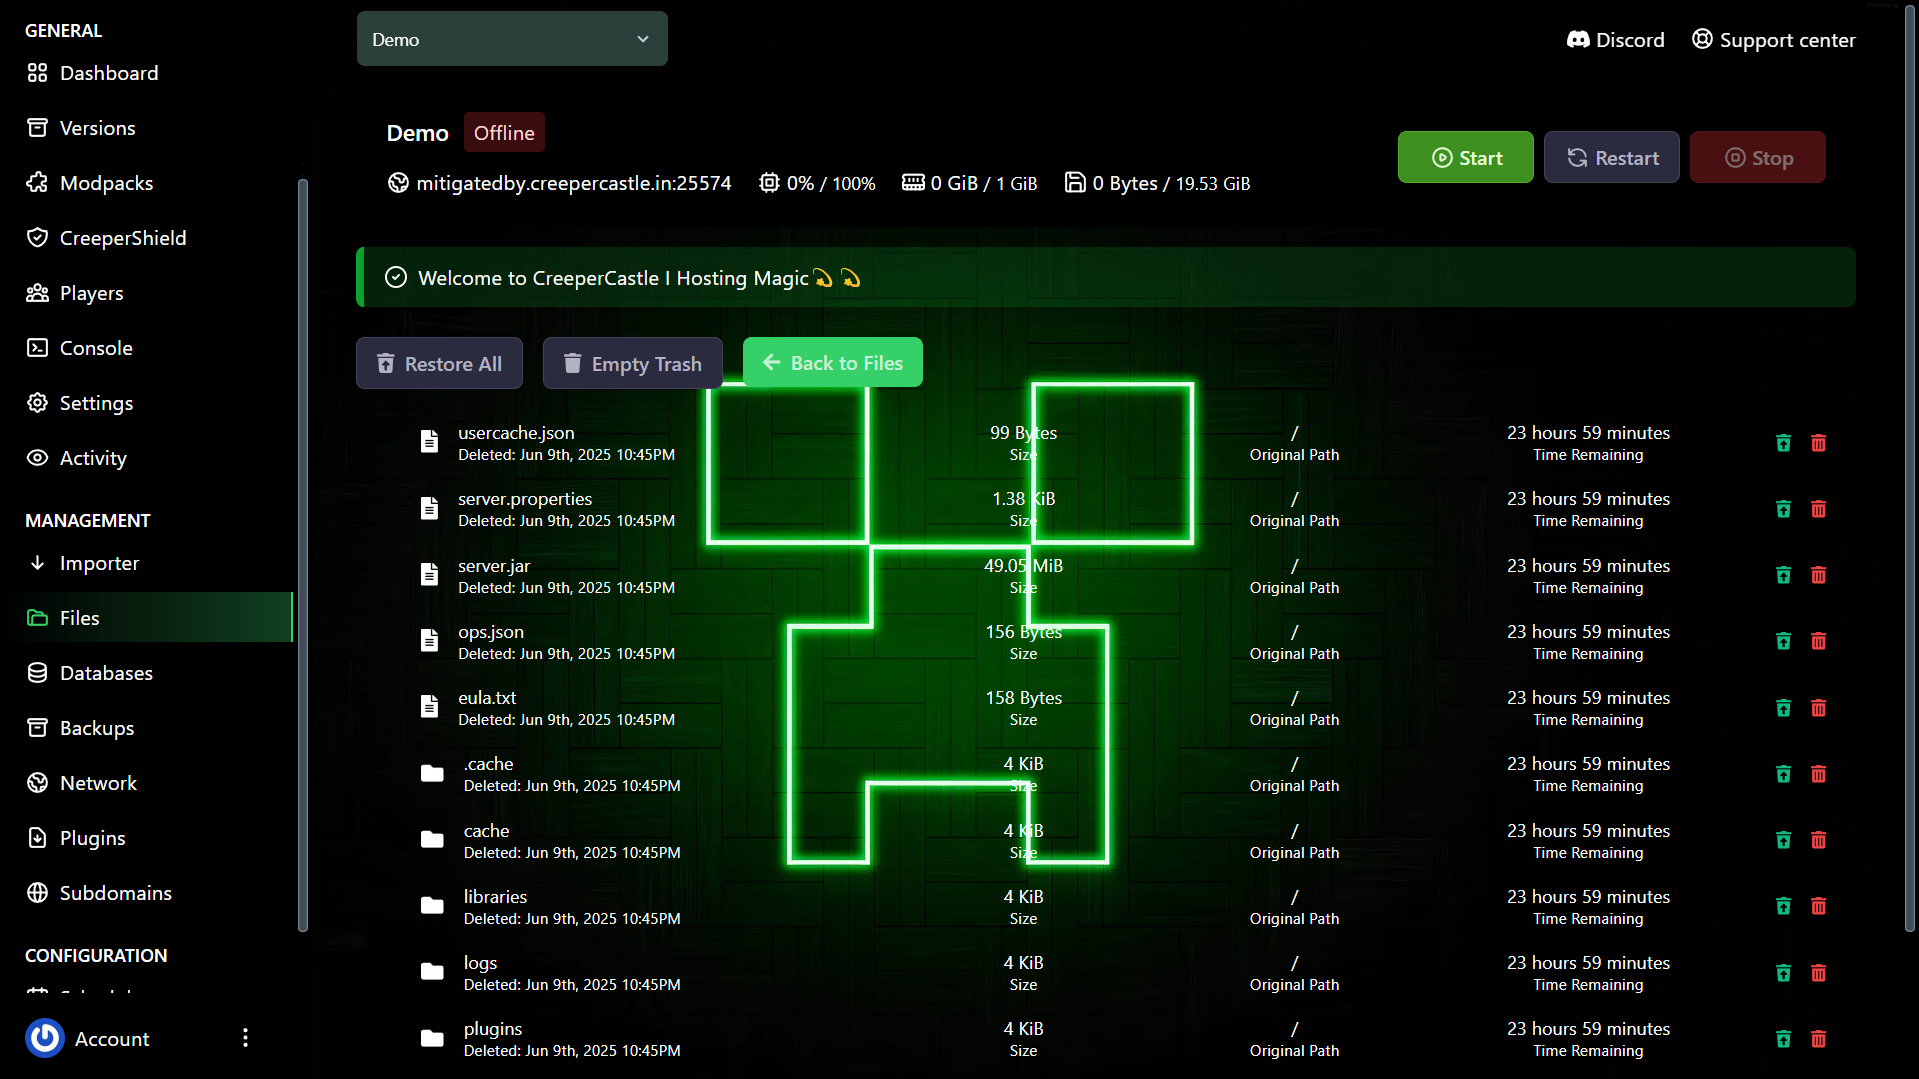 GENERAL
Dashboard
Versions
Modpacks
CreeperShield
Players
Console
Settings
Activity
MANAGEMENT
Importer
Files
Databases
Backups
Network
Plugins
Subdomains
CONFIGURATION
Account
Demo
Discord
Support center
Demo Offline
mitigatedby.creepercastle.in:25574 0% / 100% 0 GiB / 1 GiB 0 Bytes / 19.53 GiB
Start Restart Stop
Welcome to CreeperCastle I Hosting Magic💫 💫
Restore All Empty Trash Back to Files
usercache.json 99 Bytes / 23 hours 59 minutes
Deleted: Jun 9th, 2025 10:45PM Size Original Path Time Remaining
server.properties 1.38 KiB / 23 hours 59 minutes
Deleted: Jun 9th, 2025 10:45PM Size Original Path Time Remaining
server.jar 49.05 MiB / 23 hours 59 minutes
Deleted: Jun 9th, 2025 10:45PM Size Original Path Time Remaining
ops.json 156 Bytes / 23 hours 59 minutes
Deleted: Jun 9th, 2025 10:45PM Size Original Path Time Remaining
eula.txt 158 Bytes / 23 hours 59 minutes
Deleted: Jun 9th, 2025 10:45PM Size Original Path Time Remaining
.cache 4 KiB / 23 hours 59 minutes
Deleted: Jun 9th, 2025 10:45PM Size Original Path Time Remaining
cache 4 KiB / 23 hours 59 minutes
Deleted: Jun 9th, 2025 10:45PM Size Original Path Time Remaining
libraries 4 KiB / 23 hours 59 minutes
Deleted: Jun 9th, 2025 10:45PM Size Original Path Time Remaining
logs 4 KiB / 23 hours 59 minutes
Deleted: Jun 9th, 2025 10:45PM Size Original Path Time Remaining
plugins 4 KiB / 23 hours 59 minutes
Deleted: Jun 9th, 2025 10:45PM Size Original Path Time Remaining